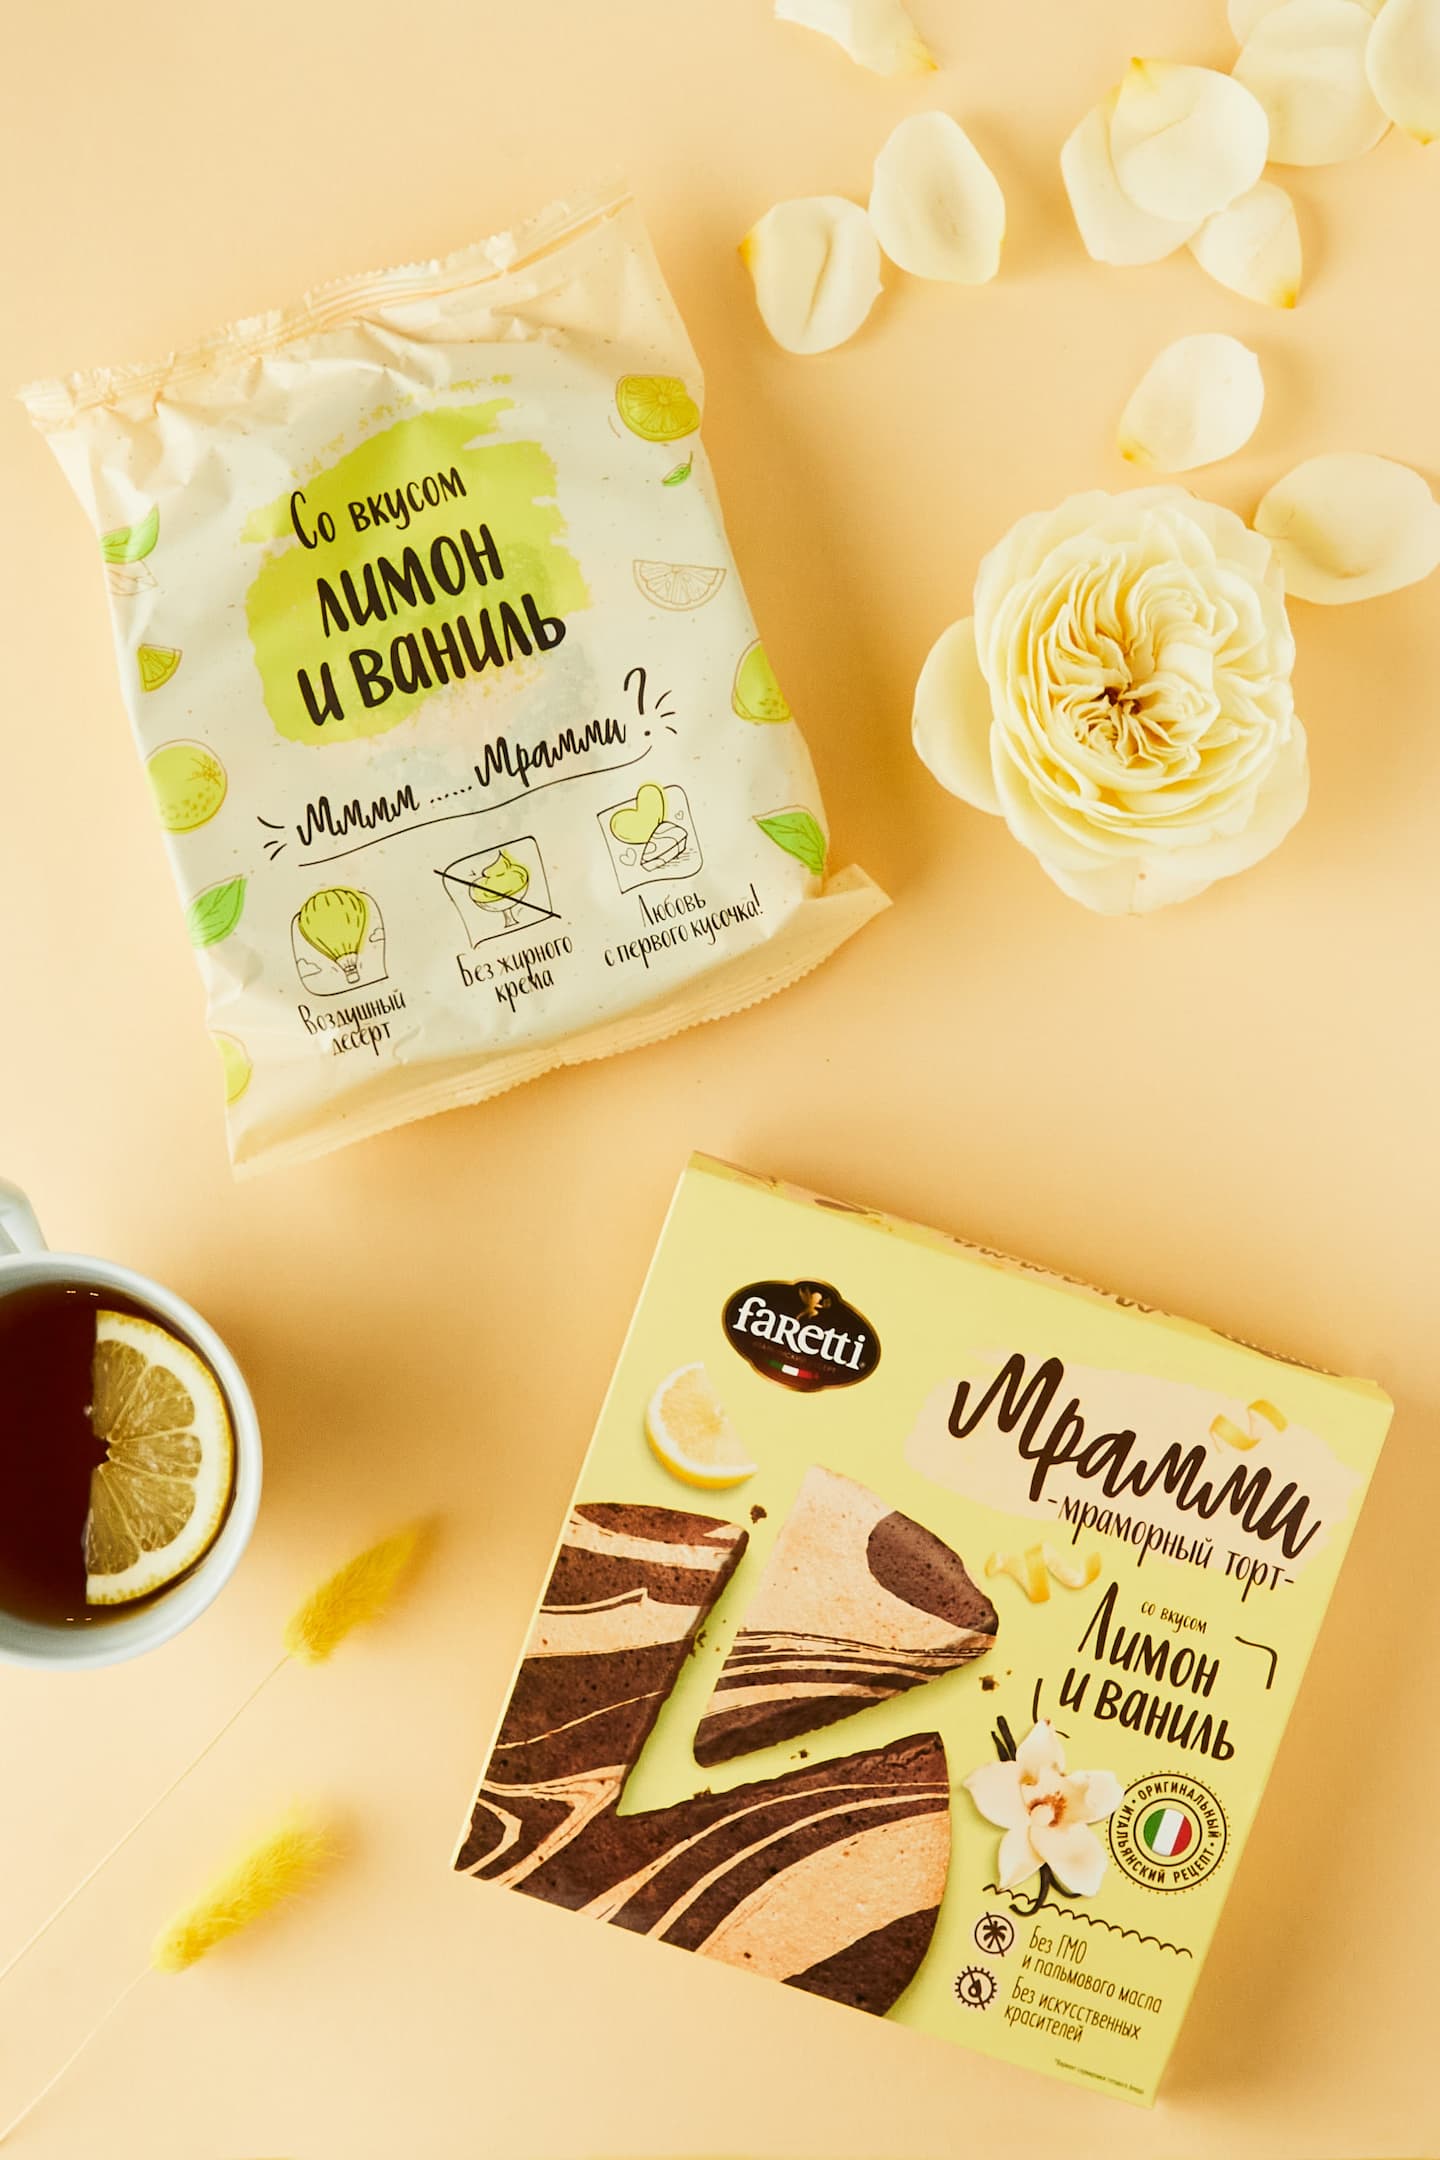 Со вкусом
лимон
и ваниль
Мммм ...... Мрамми?
Воздушный
десерт
Без жирного
крема
Любовь
с первого кусочка!
faRetti
Мрамми
-мраморный торт-
со вкусом
Лимон
и ваниль
ОРИГИНАЛЬНЫЙ
ИТАЛЬЯНСКИЙ РЕЦЕПТ
Без ГМО
и пальмового масла
Без искусственных
красителей